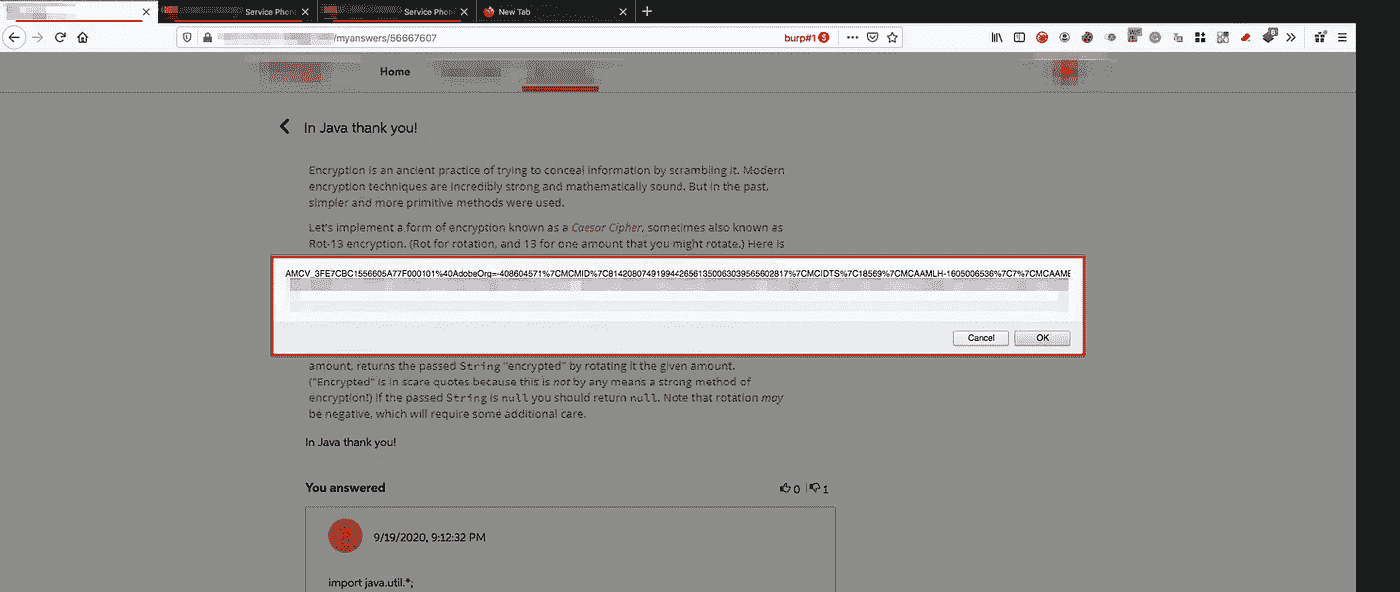 Service Phon
Service Phon
New Tab
/myanswers/56667607
burp#1 3
Home
In Java thank you!
Encryption is an ancient practice of trying to conceal information by scrambling it. Modern
encryption techniques are incredibly strong and mathematically sound. But in the past,
simpler and more primitive methods were used.
Let's implement a form of encryption known as a Caesar Cipher, sometimes also known as
Rot-13 encryption. (Rot for rotation, and 13 for one amount that you might rotate.) Here is
AMCV_3FE7CBC1556605A77F000101%40AdobeOrg=-408604571%7CMCMID%7C81420807491994426561350063039565602817%7CMCIDTS%7C18569%7CMCAAMLH-1605006536%7C7%7CMCAAME
Cancel
OK
amount, returns the passed String "encrypted" by rotating it the given amount.
("Encrypted" is in scare quotes because this is not by any means a strong method of
encryption!) If the passed String is null you should return null. Note that rotation may
be negative, which will require some additional care.
In Java thank you!
You answered
0 | 1
9/19/2020, 9:12:32 PM
import java.util.*;